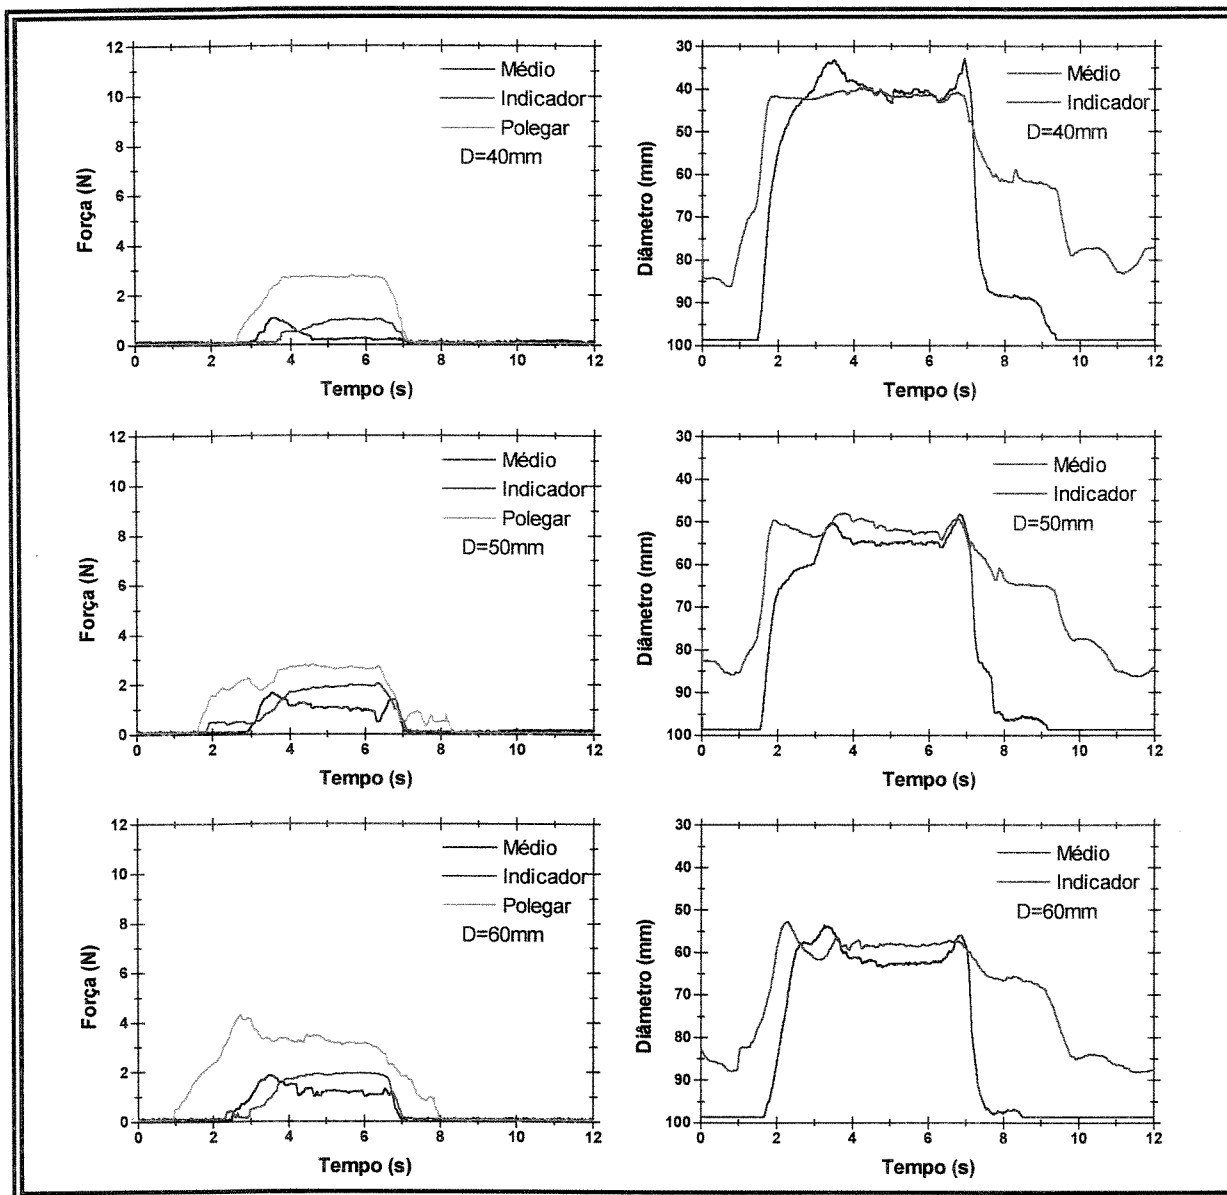 12
10
8
6
4
2
0
Força (N)
Médio
Indicador
Polegar
D=40mm
0 2 4 6 8 10 12
Tempo (s)
30
40
50
60
70
80
90
100
Diâmetro (mm)
Médio
Indicador
D=40mm
0 2 4 6 8 10 12
Tempo (s)
12
10
8
6
4
2
0
Força (N)
Médio
Indicador
Polegar
D=50mm
0 2 4 6 8 10 12
Tempo (s)
30
40
50
60
70
80
90
100
Diâmetro (mm)
Médio
Indicador
D=50mm
0 2 4 6 8 10 12
Tempo (s)
12
10
8
6
4
2
0
Força (N)
Médio
Indicador
Polegar
D=60mm
0 2 4 6 8 10 12
Tempo (s)
30
40
50
60
70
80
90
100
Diâmetro (mm)
Médio
Indicador
D=60mm
0 2 4 6 8 10 12
Tempo (s)